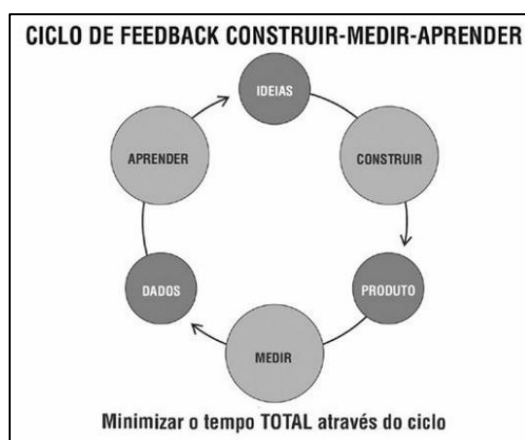 CICLO DE FEEDBACK CONSTRUIR-MEDIR-APRENDER
IDEIAS
CONSTRUIR
PRODUTO
MEDIR
DADOS
APRENDER
Minimizar o tempo TOTAL através do ciclo